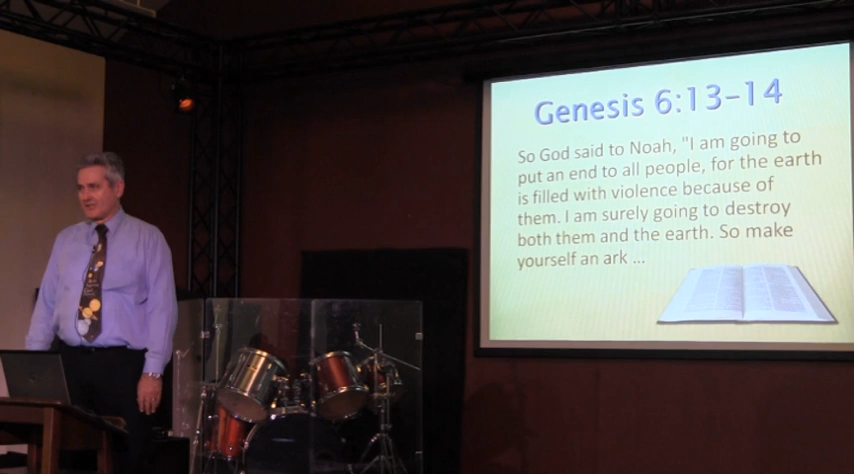 Genesis 6:13-14
So God said to Noah, "I am going to
put an end to all people, for the earth
is filled with violence because of
them. I am surely going to destroy
both them and the earth. So make
yourself an ark ...